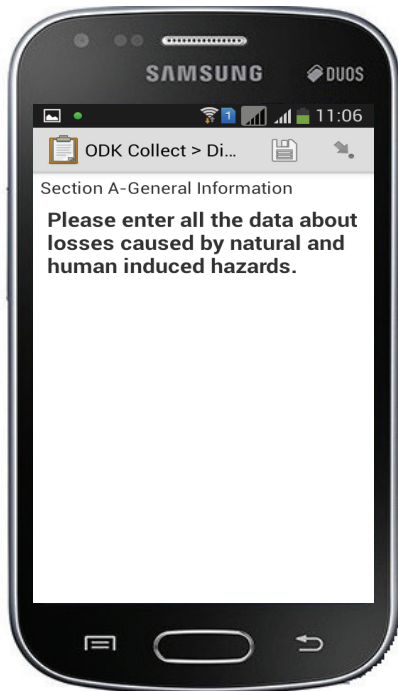 SAMSUNG DUOS
1 11:06
ODK Collect > Di...
Section A-General Information
Please enter all the data about
losses caused by natural and
human induced hazards.